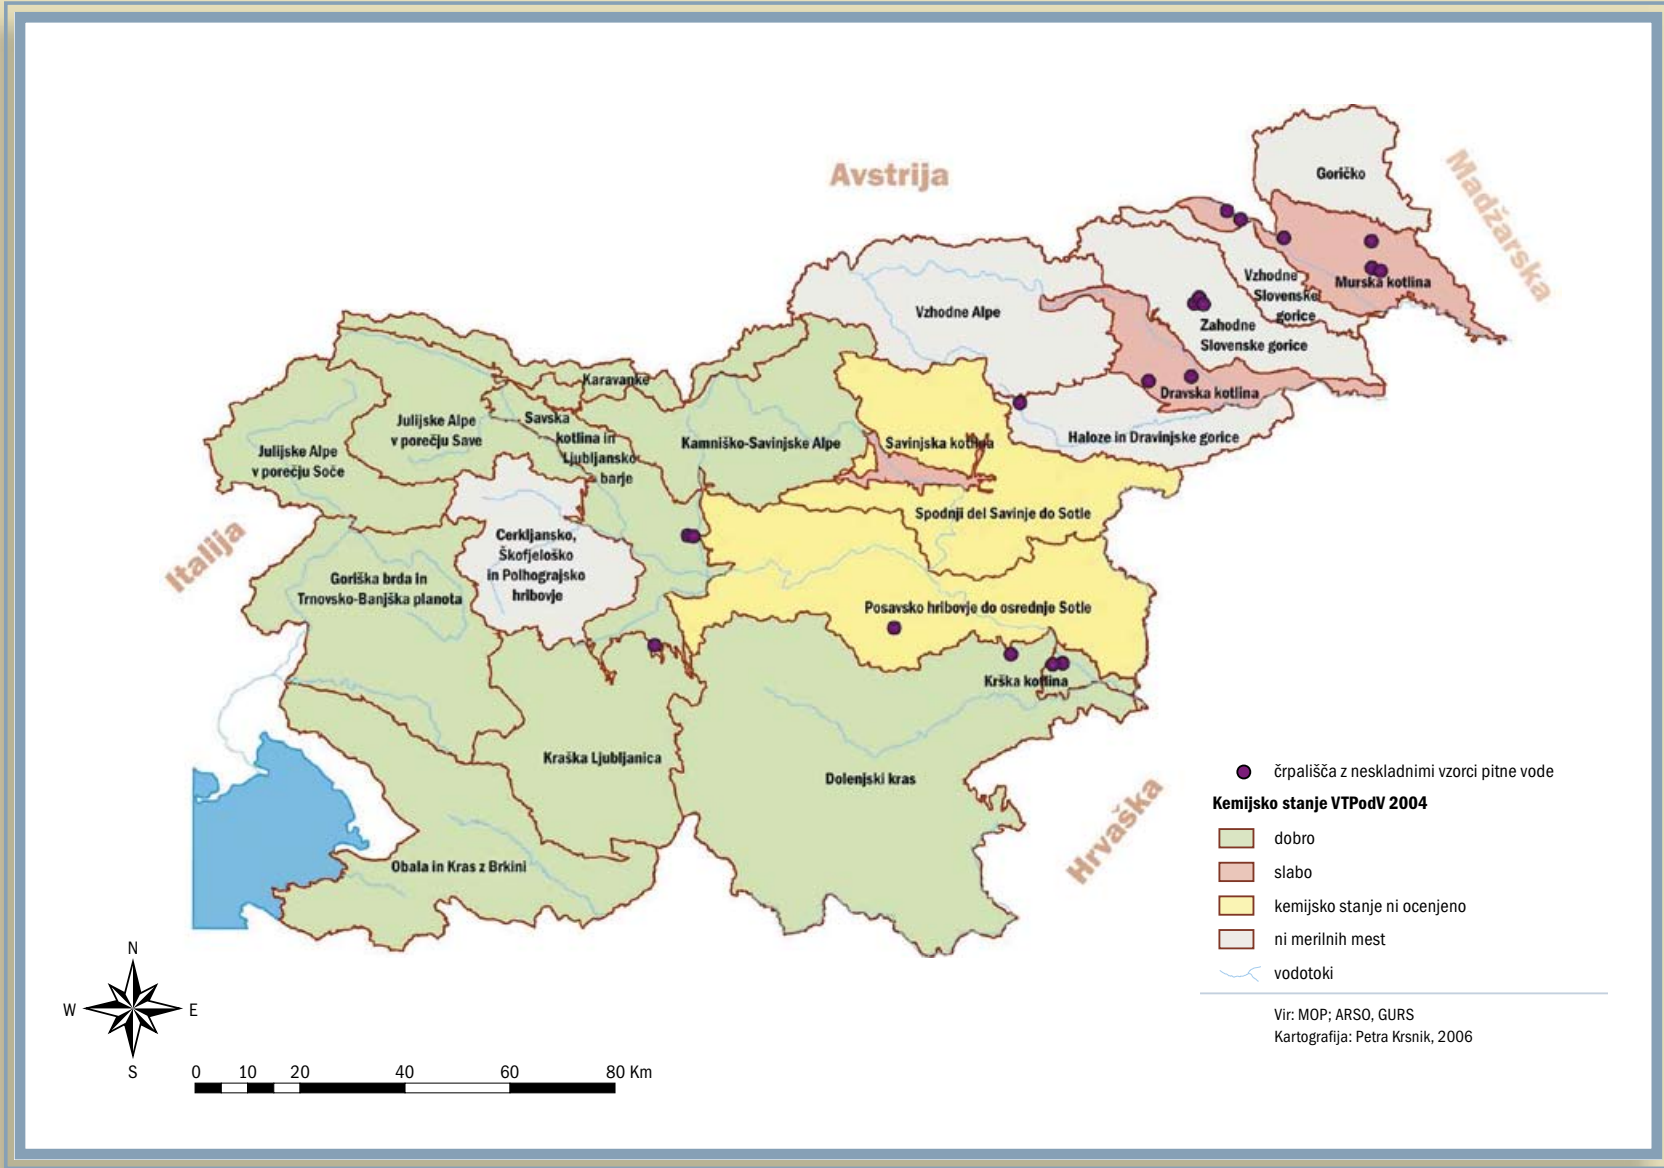 Avstrija
Madžarska
Italija
Hrvaška
Goričko
Murska kotlina
Vzhodne
Slovenske
gorice
Zahodne
Slovenske gorice
Vzhodne Alpe
Dravska kotlina
Haloze in Dravinjske gorice
Karavanke
Julijske Alpe
v porečju Save
Savska
kotlina in
Ljubljansko
barje
Kamniško-Savinjske Alpe
Savinjska kotlina
Julijske Alpe
v porečju Soče
Spodnji del Savinje do Sotle
Cerkljansko,
Škofjeloško
in Polhograjsko
hribovje
Goriška brda in
Trnovsko-Banjška planota
Posavsko hribovje do osrednje Sotle
Krška kotlina
Kraška Ljubljanica
Dolenjski kras
Obala in Kras z Brkini
črpališča z neskladnimi vzorci pitne vode
Kemijsko stanje VTPodV 2004
dobro
slabo
kemijsko stanje ni ocenjeno
ni merilnih mest
vodotoki
Vir: MOP; ARSO, GURS
Kartografija: Petra Krsnik, 2006
N
W E
S
0 10 20 40 60 80 Km